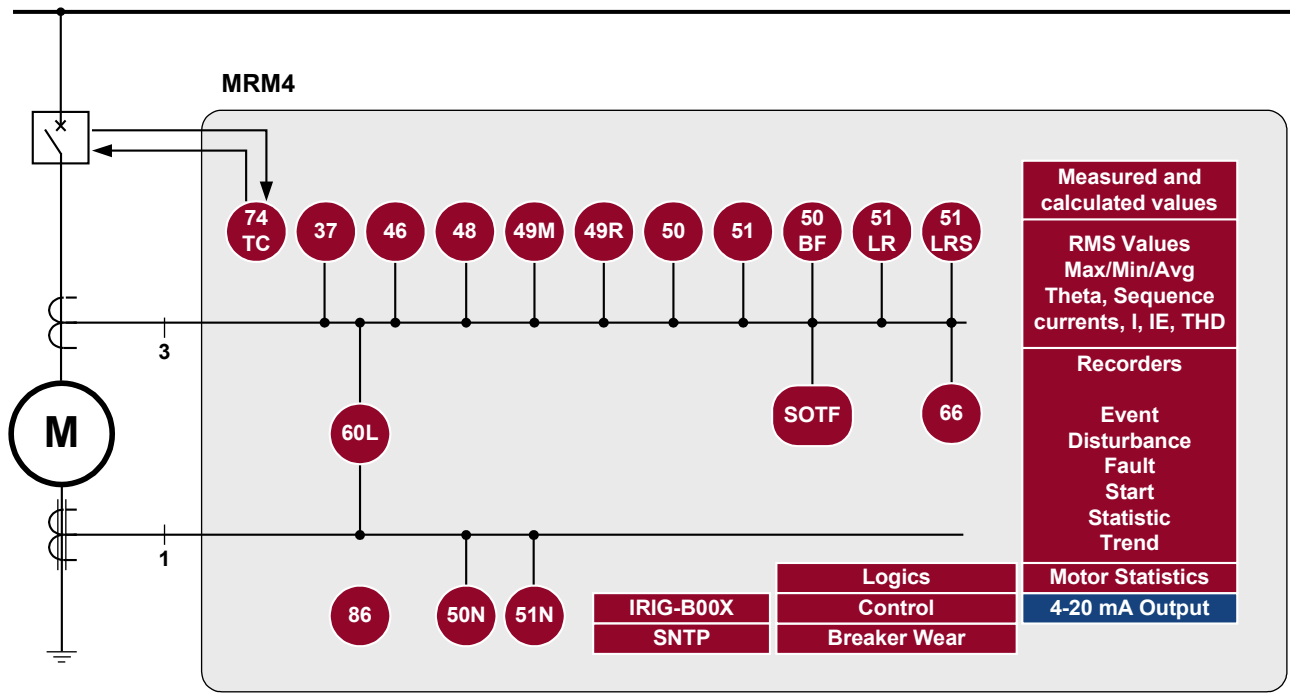 MRM4
74
TC
37
46
48
49M
49R
50
51
50
BF
51
LR
51
LRS
Measured and
calculated values
RMS Values
Max/Min/Avg
Theta, Sequence
currents, I, IE, THD
3
Recorders
Event
Disturbance
Fault
Start
Statistic
Trend
M
60L
SOTF
66
1
86
50N
51N
Logics
Motor Statistics
IRIG-B00X
Control
4-20 mA Output
SNTP
Breaker Wear